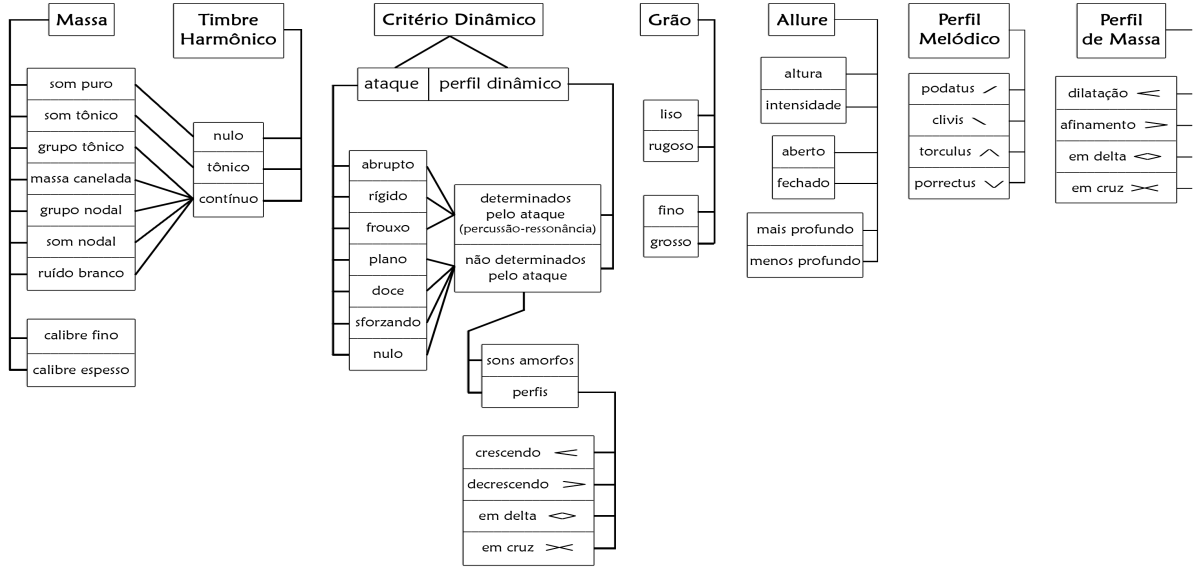 Massa
som puro
som tônico
grupo tônico
massa canelada
grupo nodal
som nodal
ruído branco
calibre fino
calibre espesso
Timbre
Harmônico
nulo
tônico
contínuo
Critério Dinâmico
ataque
perfil dinâmico
abrupto
rígido
frouxo
plano
doce
sforzando
nulo
determinados
pelo ataque
(percussão-ressonância)
não determinados
pelo ataque
sons amorfos
perfis
crescendo
decrescendo
em delta
em cruz
Grão
liso
rugoso
fino
grosso
Allure
altura
intensidade
aberto
fechado
mais profundo
menos profundo
Perfil
Melódico
podatus
clivis
torculus
porrectus
Perfil
de Massa
dilatação
afinamento
em delta
em cruz